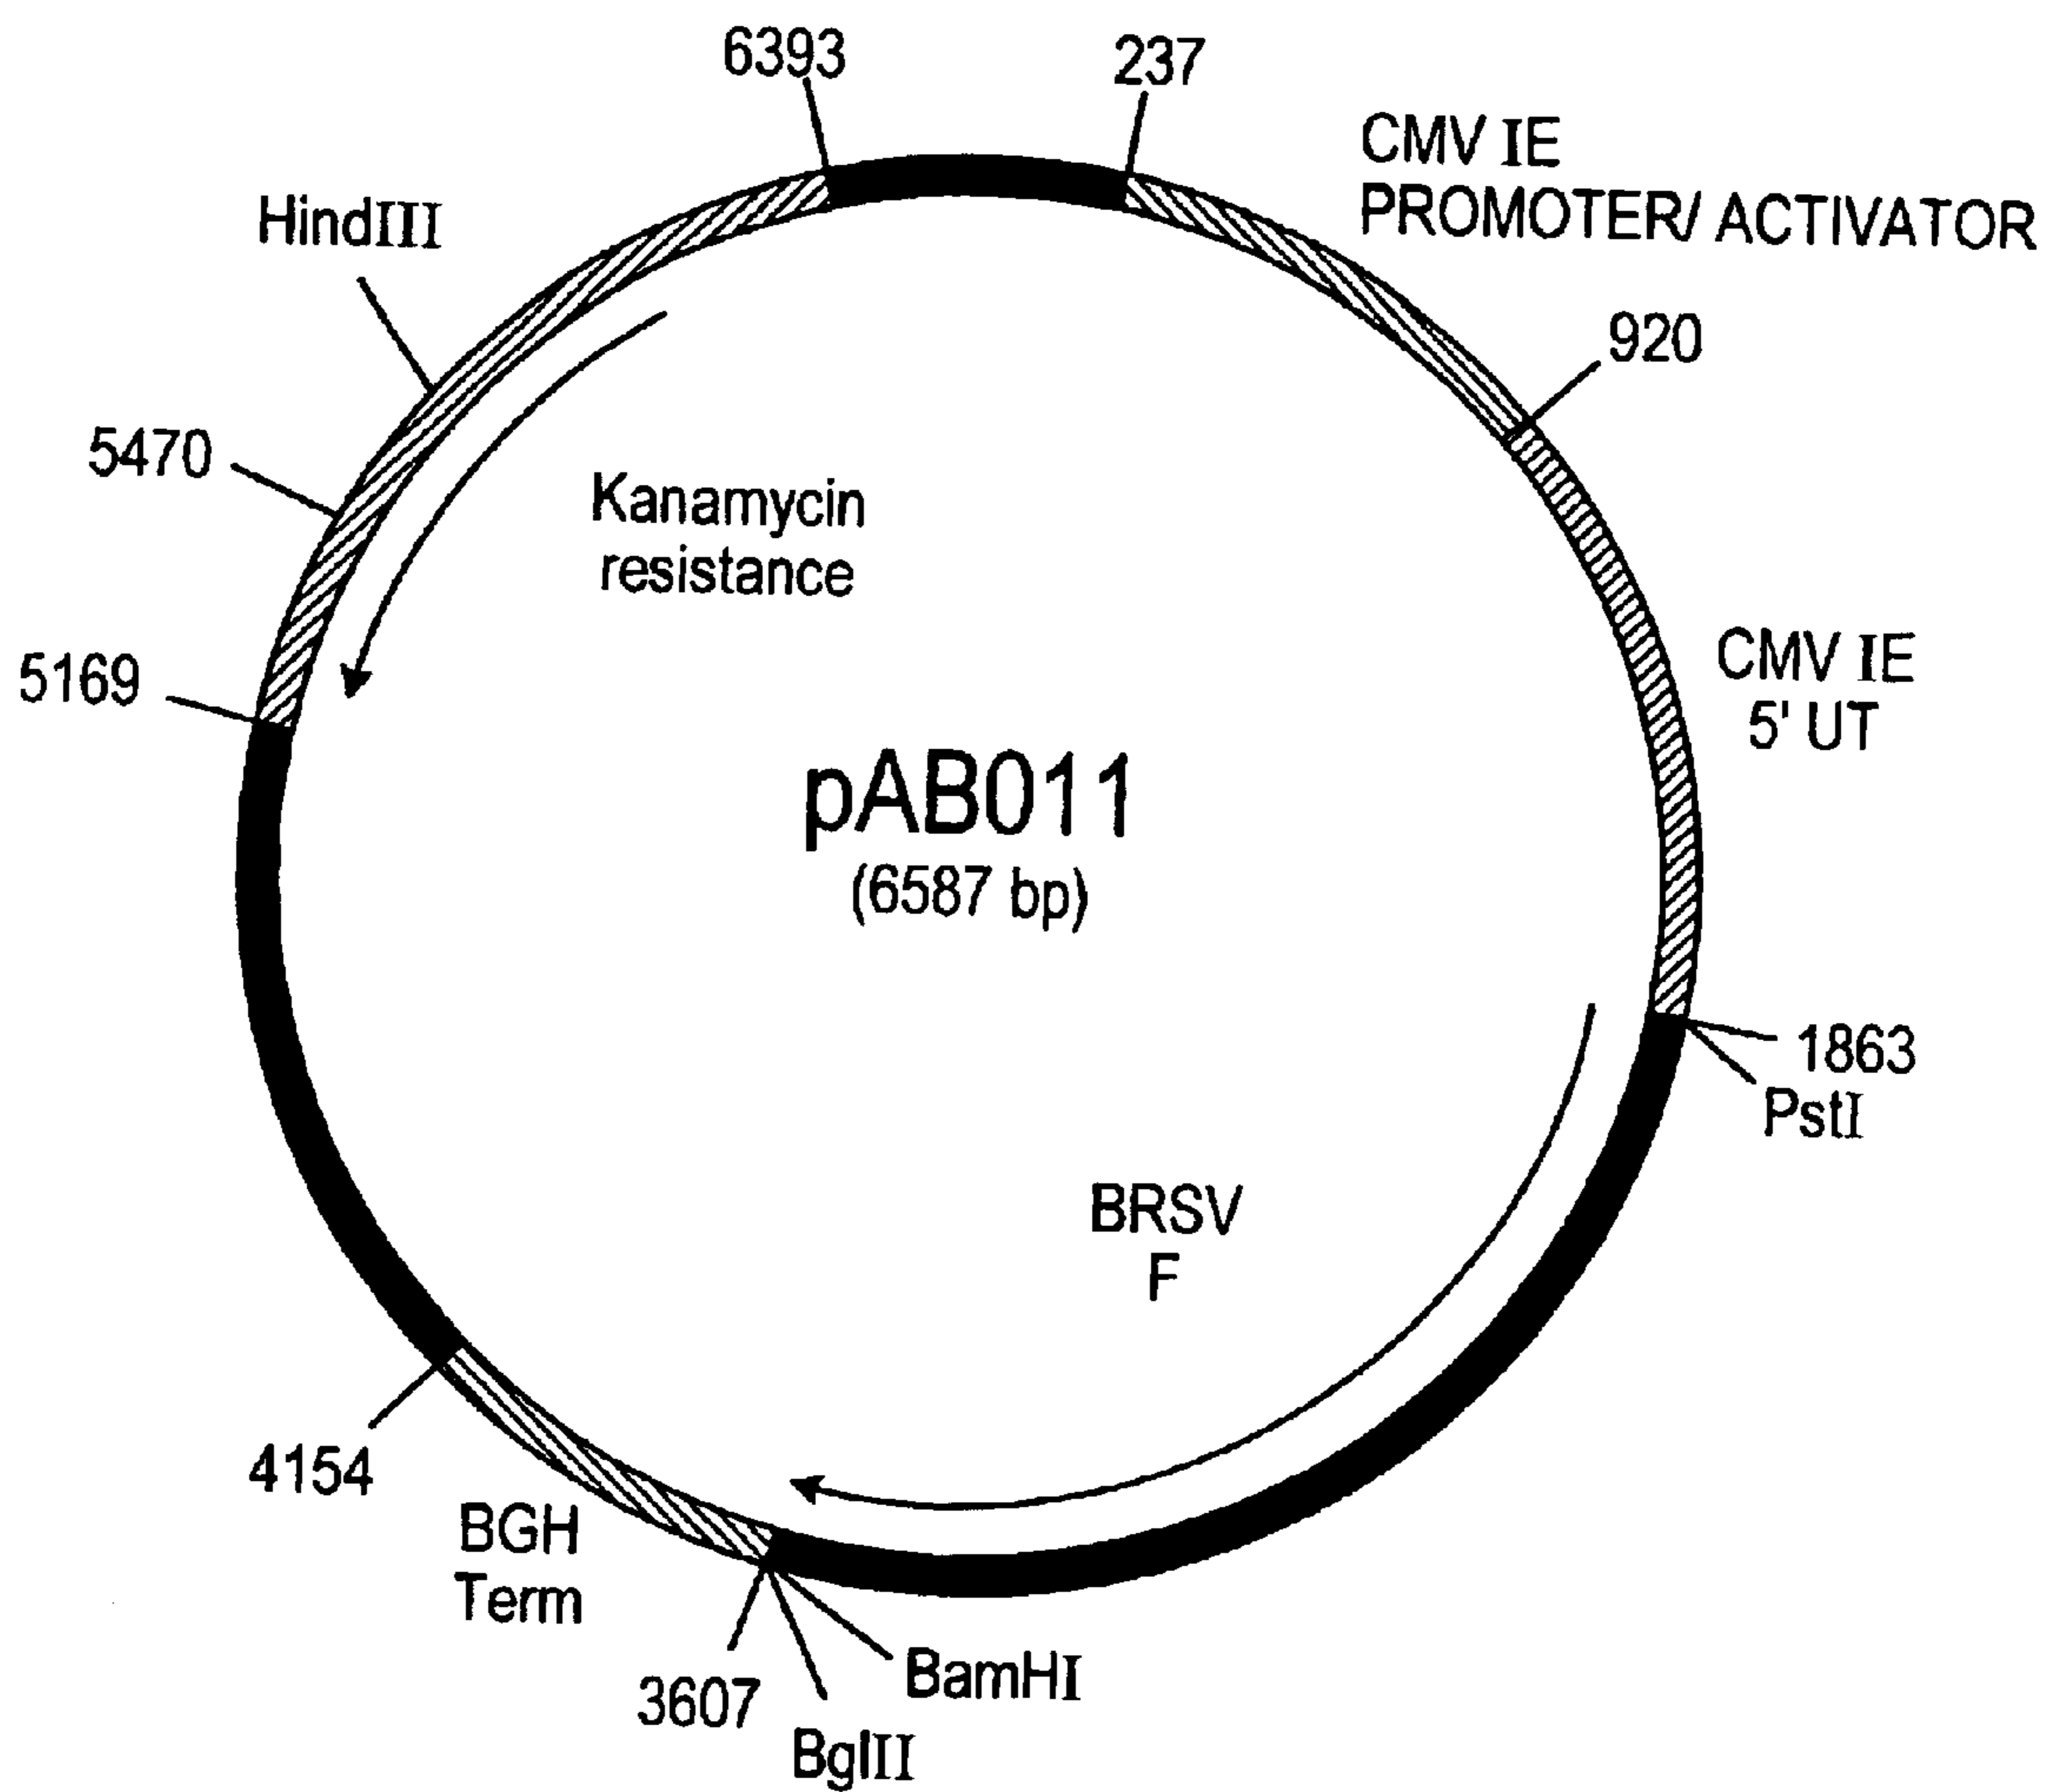 6393
237
CMV IE
PROMOTER/ ACTIVATOR
HindIII
920
5470
Kanamycin
resistance
5169
CMV IE
5' UT
pAB011
(6587 bp)
1863
PstI
BRSV
F
4154
BGH
Term
3607
BamHI
BglII